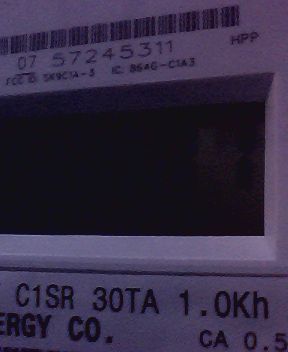 07 57245311
HPP
FCC ID: SK9C1A-3 IC: 864G-C1A3
C1SR 30TA 1.0Kh
ERGY CO.
CA 0.5